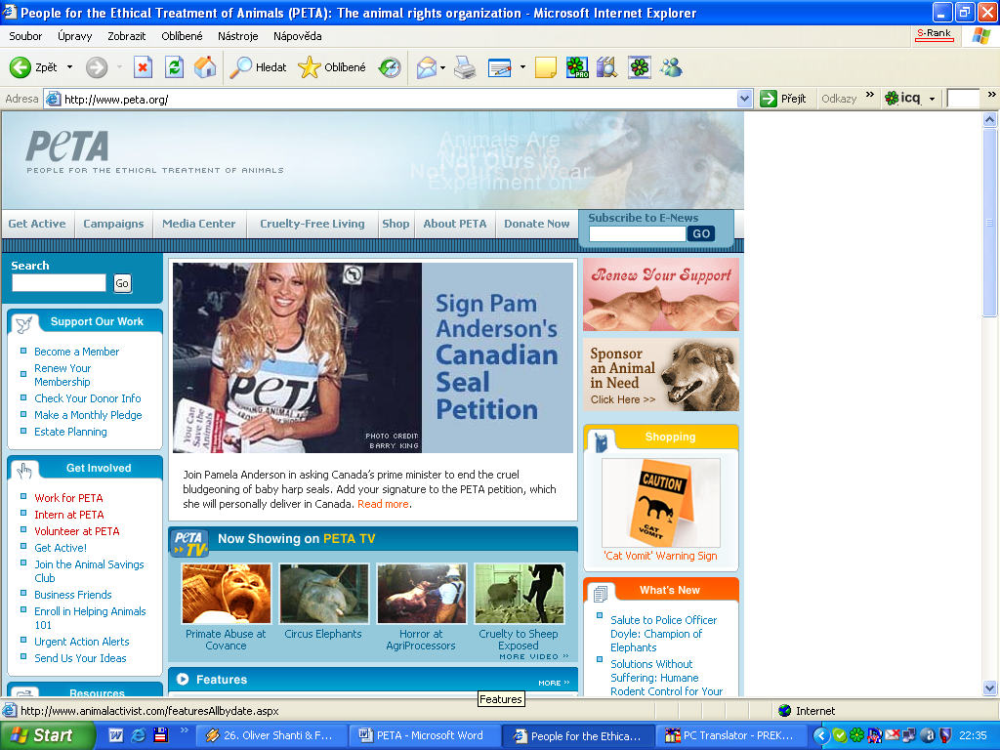 People for the Ethical Treatment of Animals (PETA): The animal rights organization - Microsoft Internet Explorer
Soubor Úpravy Zobrazit Oblíbené Nástroje Nápověda
S-Rank
Zpět Hledat Oblíbené
PRO
Adresa http://www.peta.org/ Přejít Odkazy » icq »
PeTA
PEOPLE FOR THE ETHICAL TREATMENT OF ANIMALS
Animals Are
Not Ours to
Not Ours to Wear
Experiment on
Get Active Campaigns Media Center Cruelty-Free Living Shop About PETA Donate Now
Subscribe to E-News
GO
Search
Go
Support Our Work
Become a Member
Renew Your
Membership
Check Your Donor Info
Make a Monthly Pledge
Estate Planning
Get Involved
Work for PETA
Intern at PETA
Volunteer at PETA
Get Active!
Join the Animal Savings
Club
Business Friends
Enroll in Helping Animals
101
Urgent Action Alerts
Send Us Your Ideas
Resources
PeTA
You Can
Save the
Animals
PHOTO CREDIT:
BARRY KING
Sign Pam
Anderson's
Canadian
Seal
Petition
Join Pamela Anderson in asking Canada's prime minister to end the cruel
bludgeoning of baby harp seals. Add your signature to the PETA petition, which
she will personally deliver in Canada. Read more.
PETA
TV
Now Showing on PETA TV
Primate Abuse at
Covance
Circus Elephants
Horror at
AgriProcessors
Cruelty to Sheep
Exposed
MORE VIDEO »
Features
MORE »
Renew Your Support
Sponsor
an Animal
in Need
Click Here >>
Shopping
CAUTION
CAT
VOMIT
'Cat Vomit' Warning Sign
What's New
Salute to Police Officer
Doyle: Champion of
Elephants
Solutions Without
Suffering: Humane
Rodent Control for Your
Features
http://www.animalactivist.com/featuresAllbydate.aspx Internet
Start » 26. Oliver Shanti & F... PETA - Microsoft Word People for the Ethica... PC Translator - PREK... 22:35